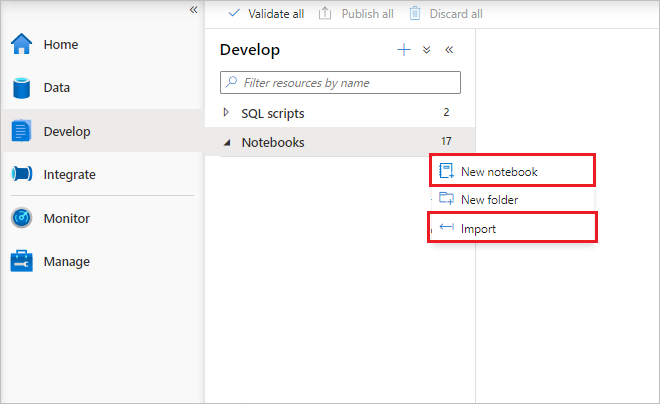 Validate all Publish all Discard all
Home
Data
Develop
Integrate
Monitor
Manage
Develop
Filter resources by name
SQL scripts 2
Notebooks 17
New notebook
New folder
Import